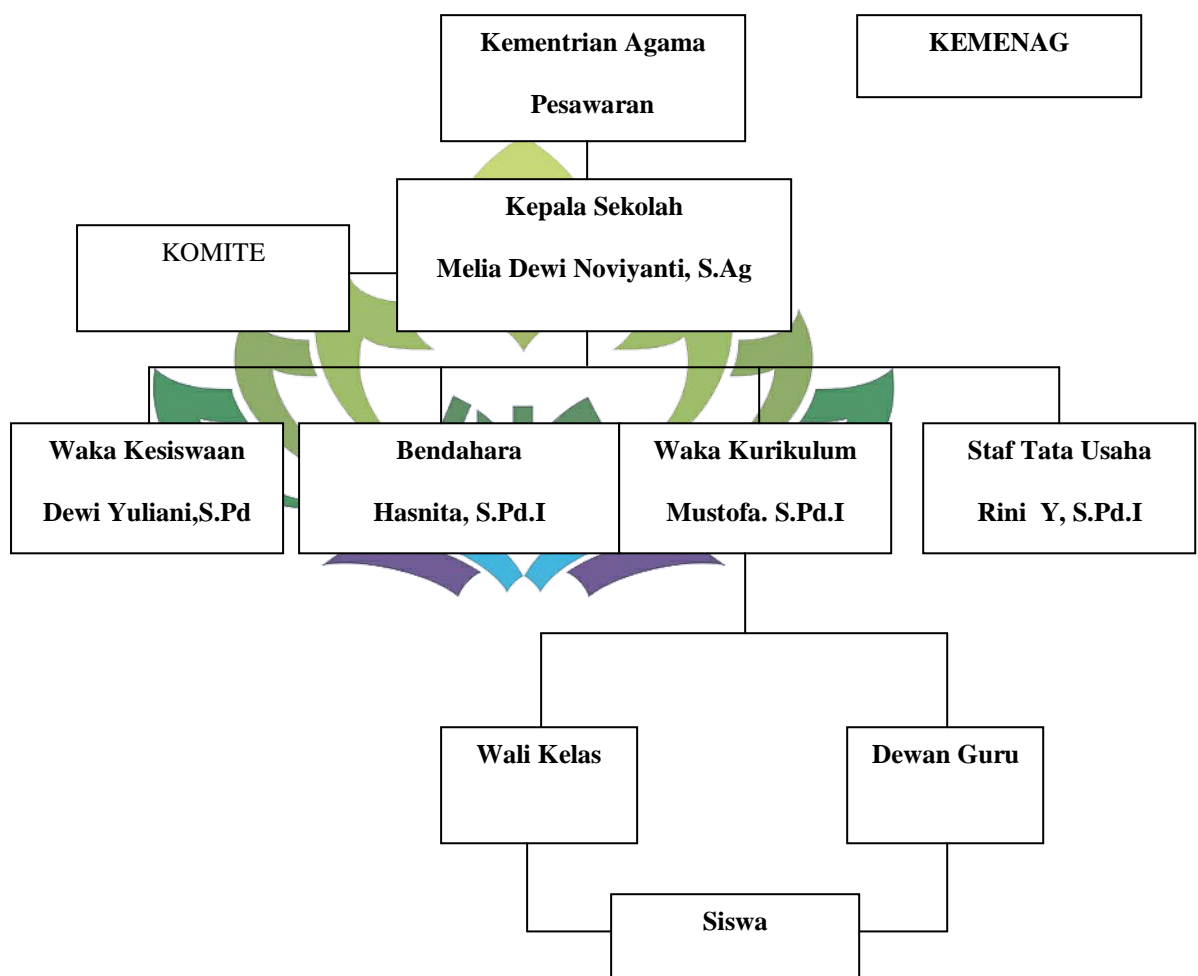 Kementrian Agama
Pesawaran
KEMENAG
Kepala Sekolah
Melia Dewi Noviyanti, S.Ag
KOMITE
Waka Kesiswaan
Dewi Yuliani,S.Pd
Bendahara
Hasnita, S.Pd.I
Waka Kurikulum
Mustofa. S.Pd.I
Staf Tata Usaha
Rini Y, S.Pd.I
Wali Kelas
Dewan Guru
Siswa